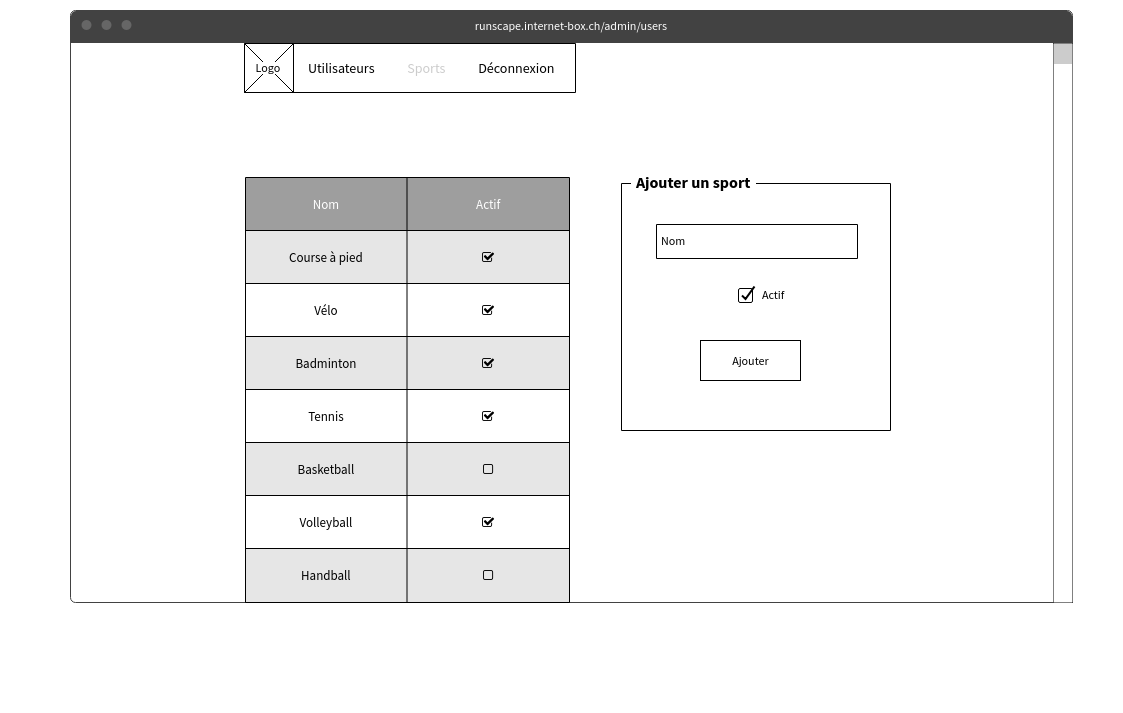 runscape.internet-box.ch/admin/users
Logo Utilisateurs Sports Déconnexion
Nom Actif
Course à pied
Vélo
Badminton
Tennis
Basketball
Volleyball
Handball
Ajouter un sport
Nom
Actif
Ajouter